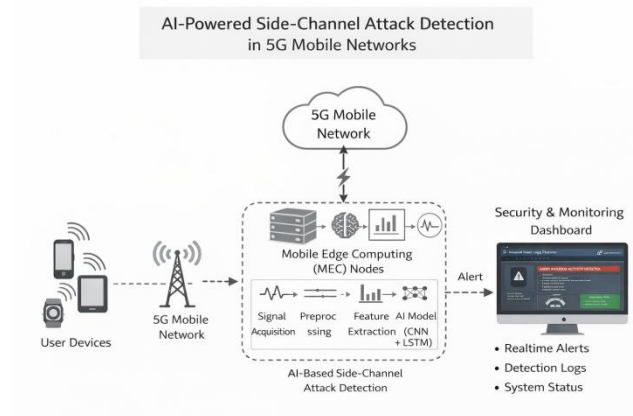 AI-Powered Side-Channel Attack Detection
in 5G Mobile Networks
5G Mobile
Network
Mobile Edge Computing
(MEC) Nodes
Signal
Acquisition
Preproc
ssing
Feature
Extraction
AI Model
(CNN
+ LSTM)
AI-Based Side-Channel
Attack Detection
User Devices
5G Mobile
Network
Alert
Security & Monitoring
Dashboard
• Realtime Alerts
• Detection Logs
• System Status